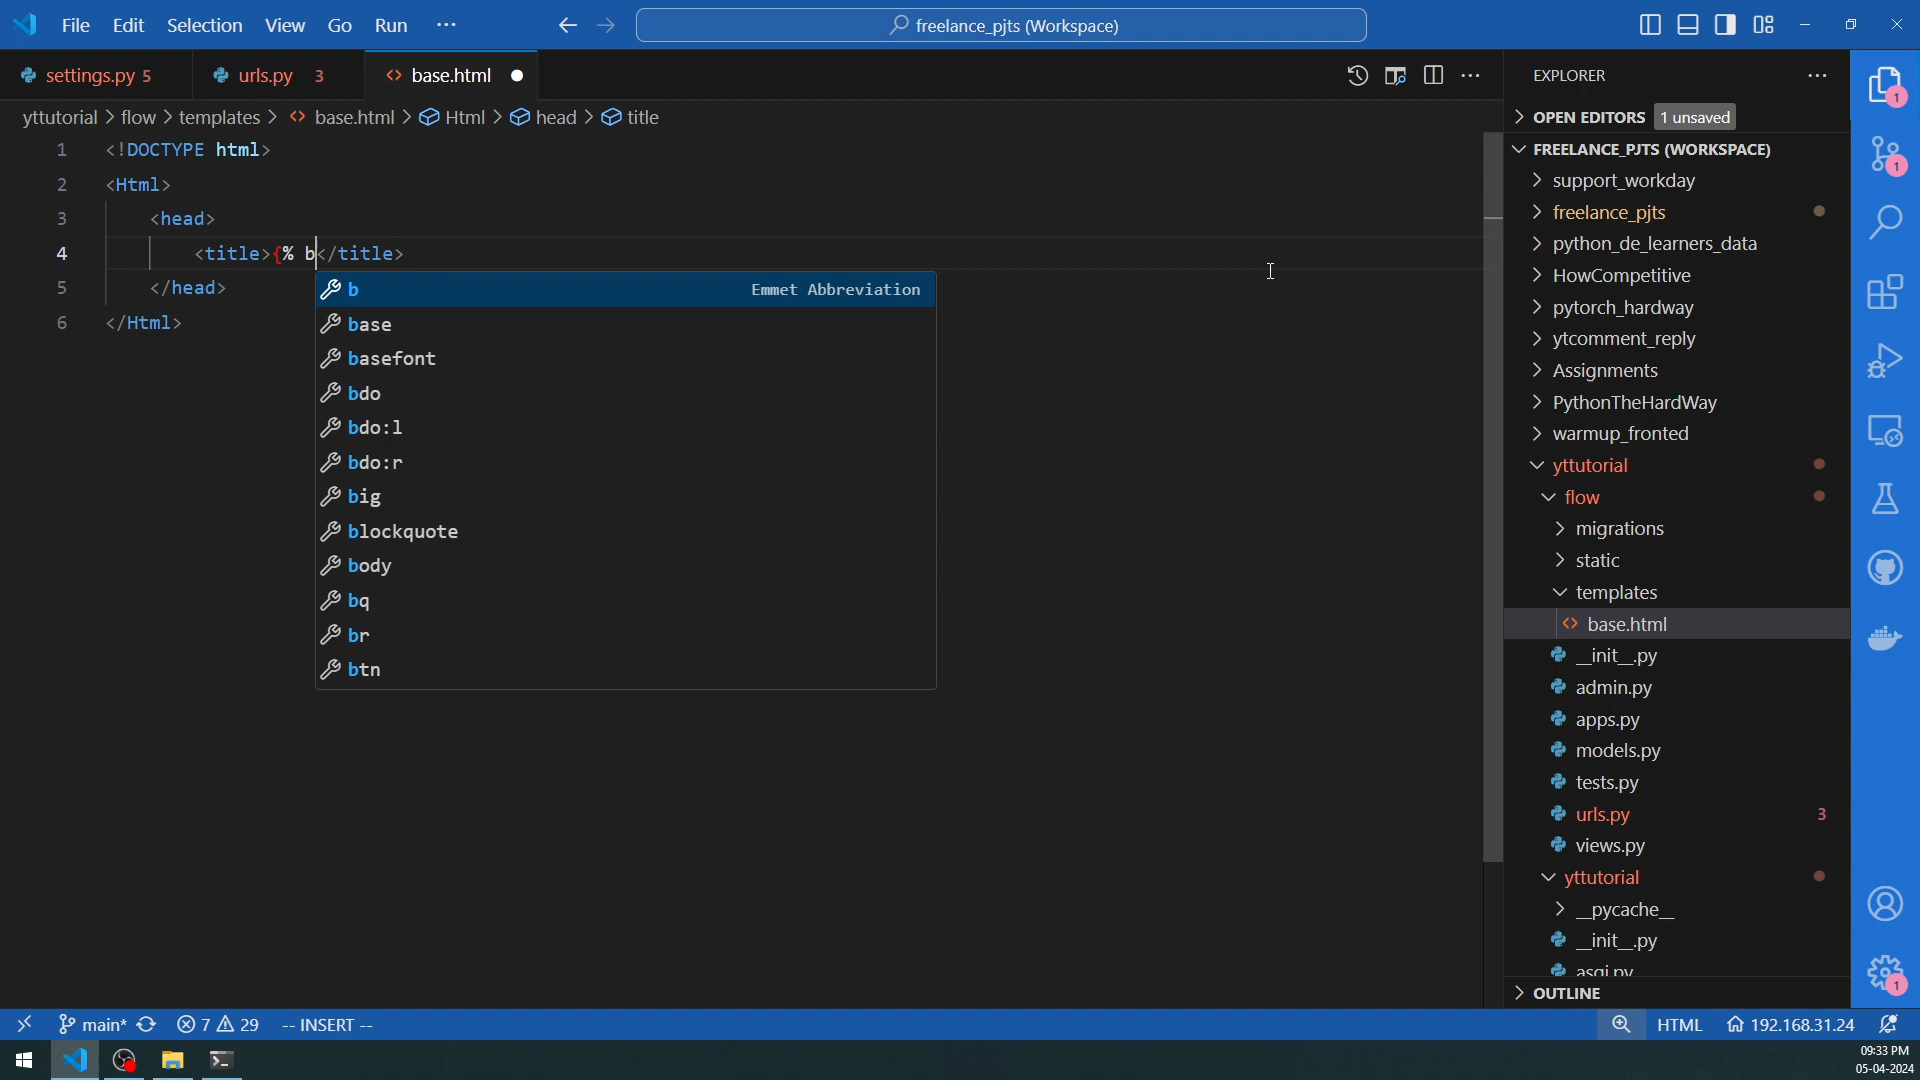 File Edit Selection View Go Run ···
freelance_pjts (Workspace)
settings.py 5
urls.py 3
base.html
yttutorial > flow > templates > base.html > Html > head > title
1 <!DOCTYPE html>
2 <Html>
3 <head>
4 <title>{% b</title>
5 </head>
6 </Html>
b Emmet Abbreviation
base
basefont
bdo
bdo:l
bdo:r
big
blockquote
body
bq
br
btn
EXPLORER
OPEN EDITORS 1 unsaved
FREELANCE_PJTS (WORKSPACE)
support_workday
freelance_pjts
python_de_learners_data
HowCompetitive
pytorch_hardway
ytcomment_reply
Assignments
PythonTheHardWay
warmup_fronted
yttutorial
flow
migrations
static
templates
base.html
__init__.py
admin.py
apps.py
models.py
tests.py
urls.py 3
views.py
yttutorial
__pycache__
__init__.py
asgi.py
OUTLINE
1
1
1
main* 7 29 -- INSERT --
HTML 192.168.31.24
09:33 PM
05-04-2024